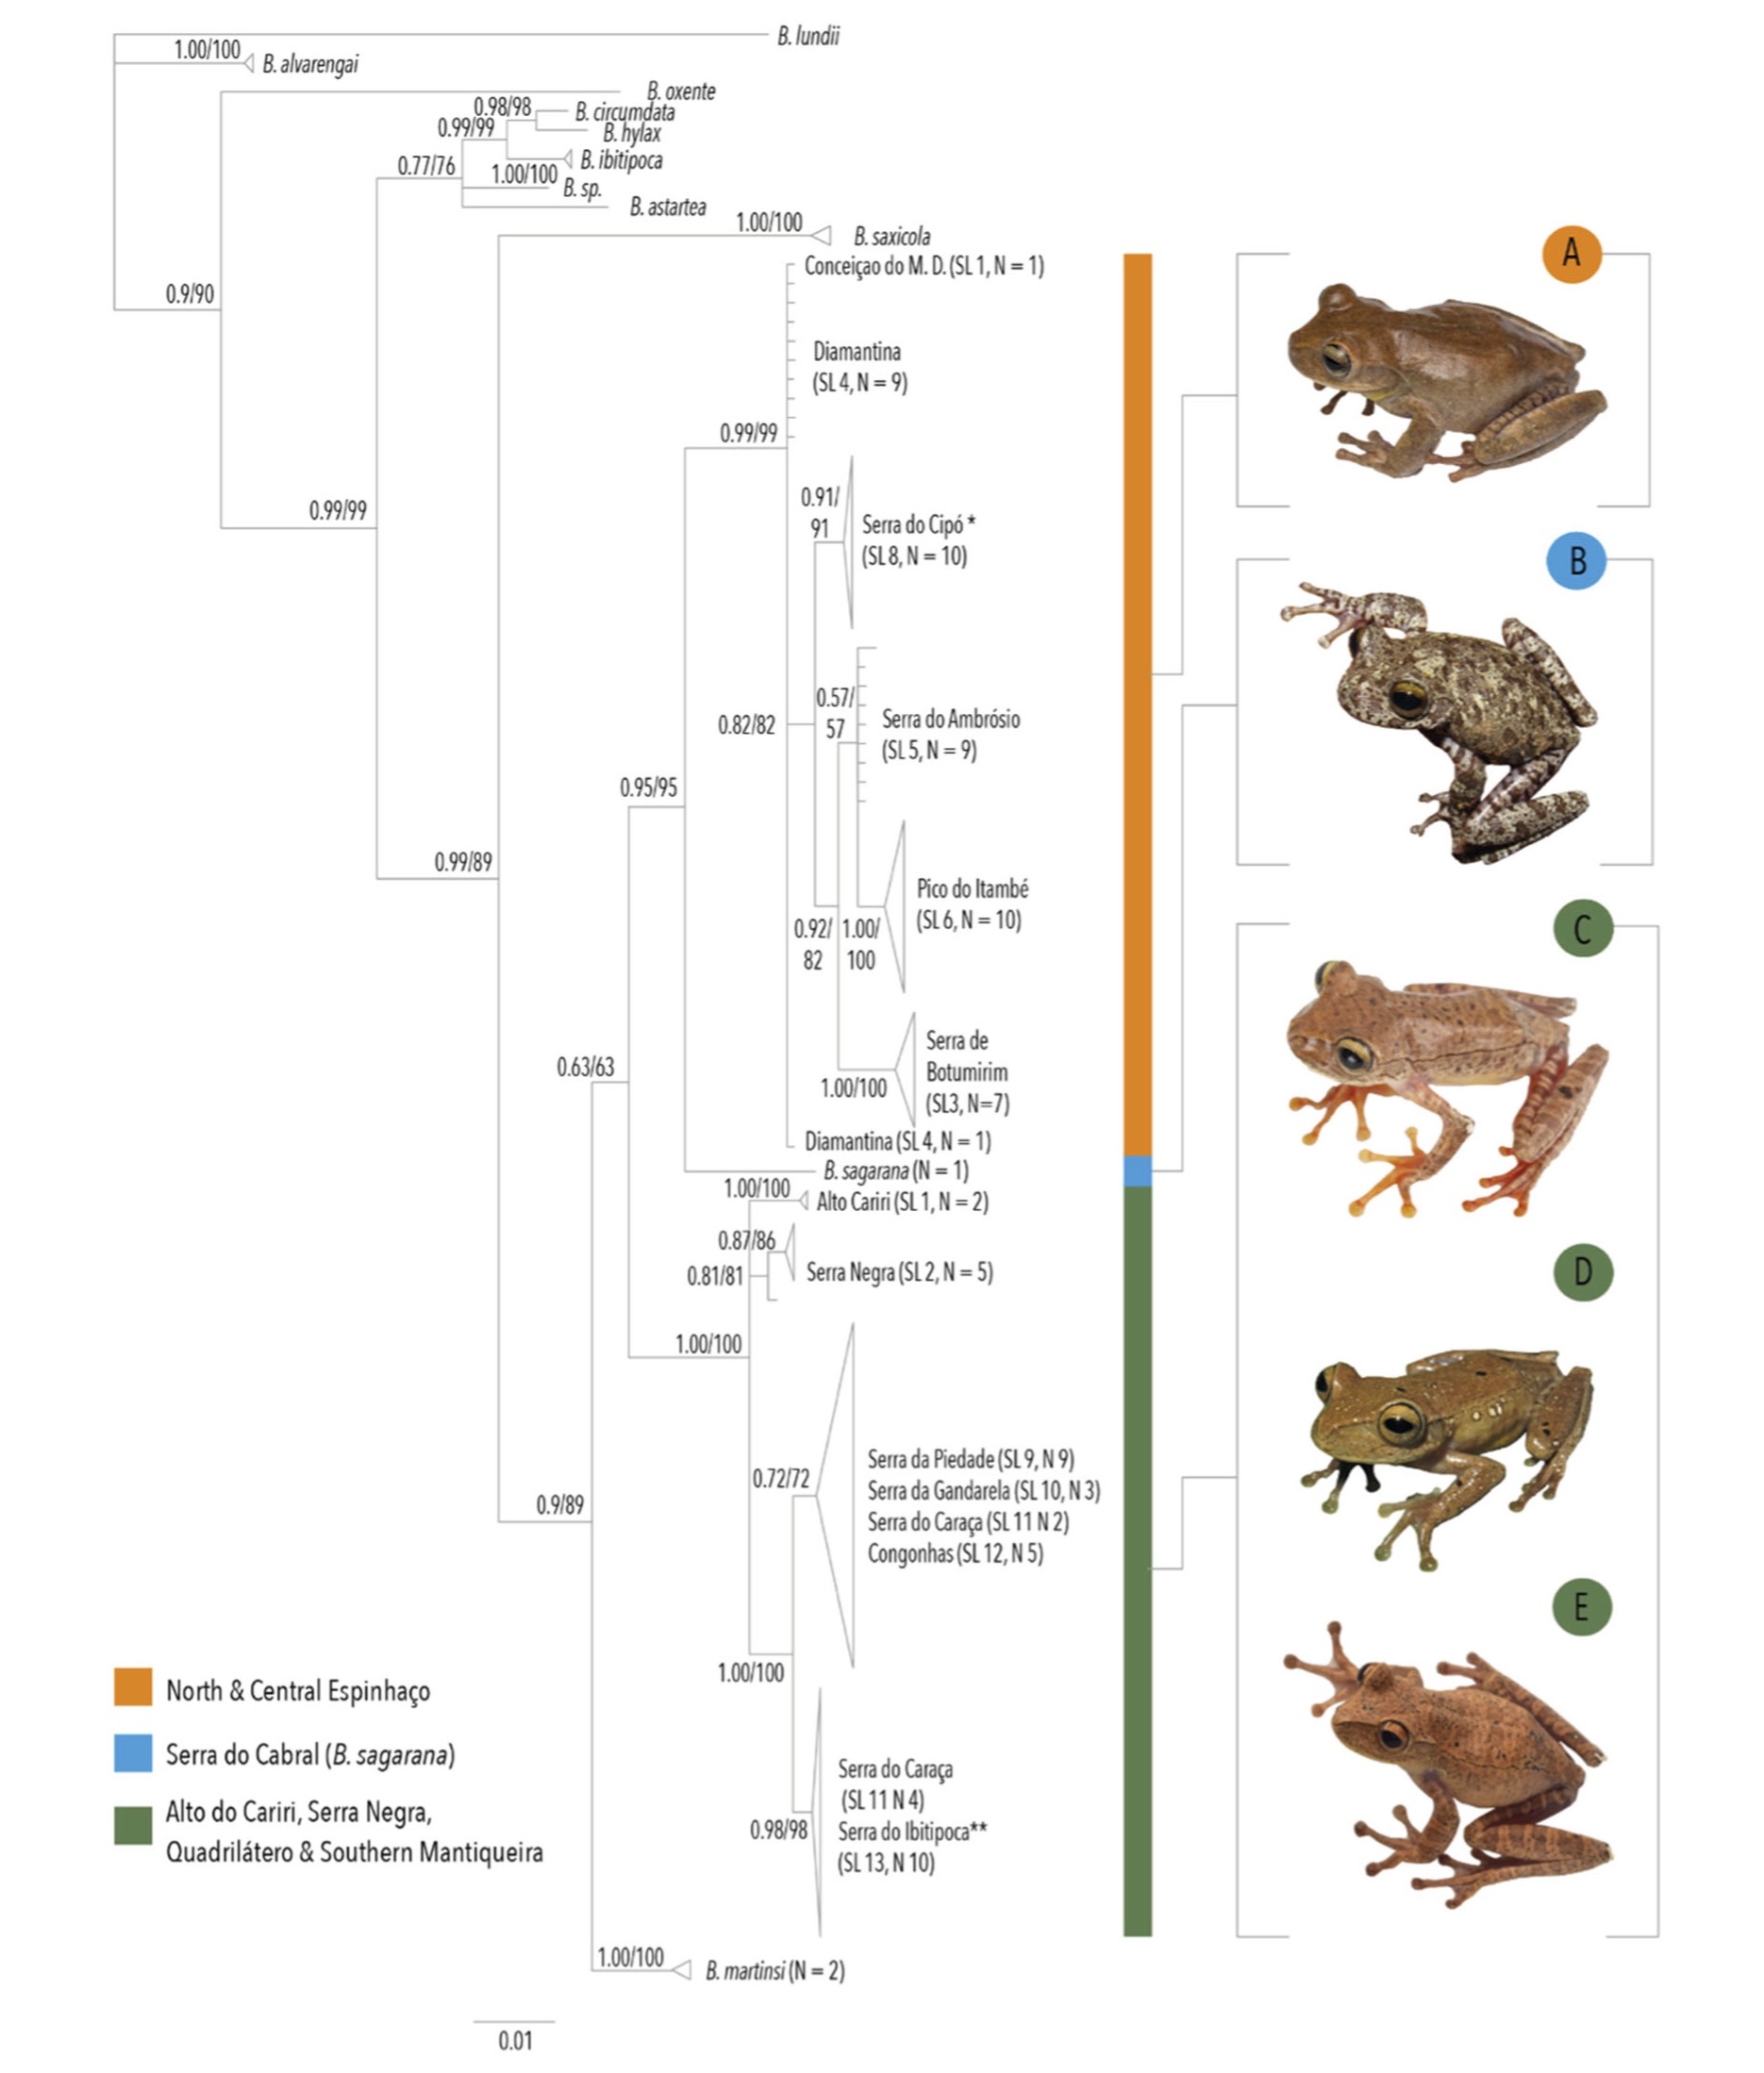 B. lundii
1.00/100
B. alvarengai
B. oxente
0.98/98
B. circumdata
0.99/99
B. hylax
0.77/76
B. ibitipoca
1.00/100
B. sp.
B. astartea
1.00/100
B. saxicola
Conceiçao do M. D. (SL 1, N = 1)
0.9/90
Diamantina
(SL 4, N = 9)
0.99/99
0.91/
91
Serra do Cipó *
(SL 8, N = 10)
0.99/99
0.57/
57
0.82/82
Serra do Ambrósio
(SL 5, N = 9)
0.95/95
0.99/89
Pico do Itambé
(SL 6, N = 10)
0.92/
82
1.00/
100
Serra de
Botumirim
(SL3, N=7)
0.63/63
1.00/100
Diamantina (SL 4, N = 1)
B. sagarana (N = 1)
1.00/100
Alto Cariri (SL 1, N = 2)
0.87/86
0.81/81
Serra Negra (SL 2, N = 5)
1.00/100
0.72/72
Serra da Piedade (SL 9, N 9)
Serra da Gandarela (SL 10, N 3)
Serra do Caraça (SL 11 N 2)
Congonhas (SL 12, N 5)
0.9/89
1.00/100
Serra do Caraça
(SL 11 N 4)
Serra do Ibitipoca**
(SL 13, N 10)
0.98/98
1.00/100
B. martinsi (N = 2)
0.01
North & Central Espinhaço
Serra do Cabral (B. sagarana)
Alto do Cariri, Serra Negra,
Quadrilátero & Southern Mantiqueira
A
B
C
D
E